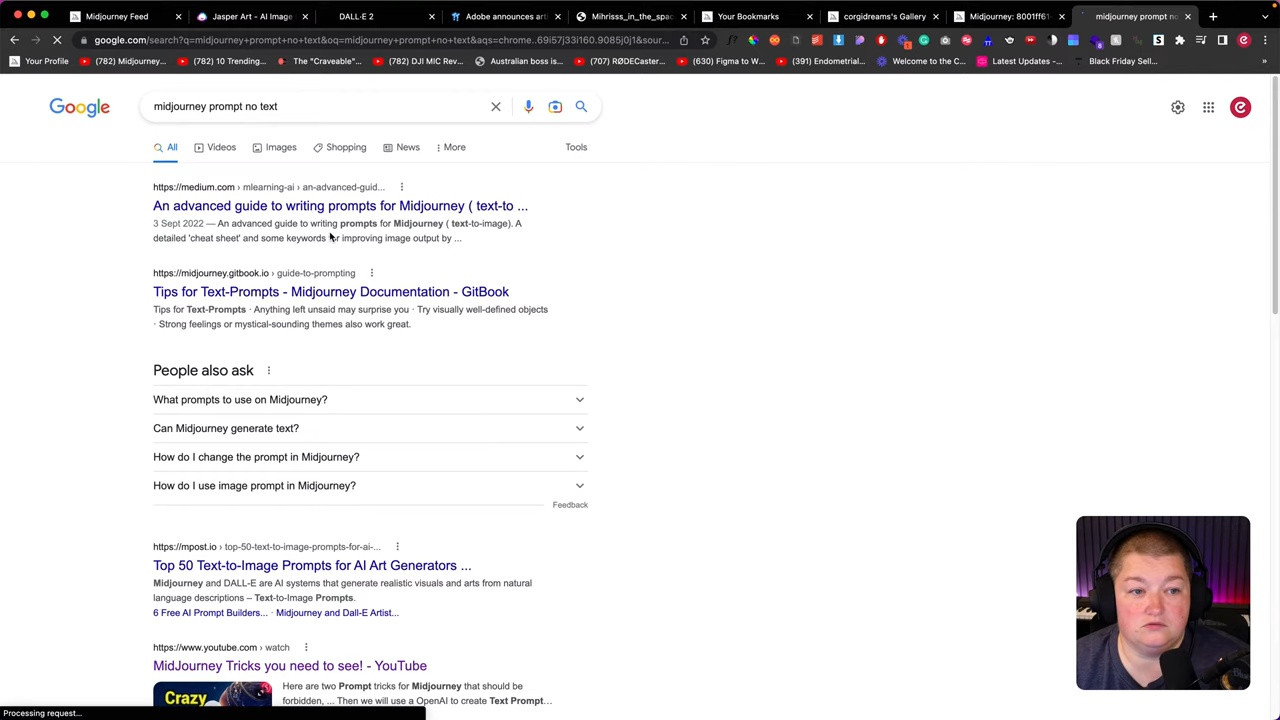 Midjourney Feed
Jasper Art - AI Image
DALL·E 2
Adobe announces arti
Mihrisss_in_the_spac
Your Bookmarks
corgidreams's Gallery
Midjourney: 8001ff61-
midjourney prompt no
google.com/search?q=midjourney+prompt+no+text&oq=midjourney+prompt+no+text&aqs=chrome..69i57j33i160.9085j0j1&sour...
Your Profile
(782) Midjourney...
(782) 10 Trending...
The "Craveable"...
(782) DJI MIC Rev...
Australian boss is...
(707) RØDECaster...
(630) Figma to W...
(391) Endometrial...
Welcome to the C...
Latest Updates -...
Black Friday Sell...
»
Google
midjourney prompt no text
All
Videos
Images
Shopping
News
More
Tools
https://medium.com › mlearning-ai › an-advanced-guid...
An advanced guide to writing prompts for Midjourney ( text-to ...
3 Sept 2022 — An advanced guide to writing prompts for Midjourney ( text-to-image). A
detailed 'cheat sheet' and some keywords for improving image output by ...
https://midjourney.gitbook.io › guide-to-prompting
Tips for Text-Prompts - Midjourney Documentation - GitBook
Tips for Text-Prompts · Anything left unsaid may surprise you · Try visually well-defined objects
· Strong feelings or mystical-sounding themes also work great.
People also ask
What prompts to use on Midjourney?
Can Midjourney generate text?
How do I change the prompt in Midjourney?
How do I use image prompt in Midjourney?
Feedback
https://mpost.io › top-50-text-to-image-prompts-for-ai-...
Top 50 Text-to-Image Prompts for AI Art Generators ...
Midjourney and DALL-E are AI systems that generate realistic visuals and arts from natural
language descriptions – Text-to-Image Prompts.
6 Free AI Prompt Builders... · Midjourney and Dall-E Artist...
https://www.youtube.com › watch
MidJourney Tricks you need to see! - YouTube
Here are two Prompt tricks for Midjourney that should be
forbidden, ... Then we will use a OpenAI to create Text Prompt...
Crazy
Processing request...